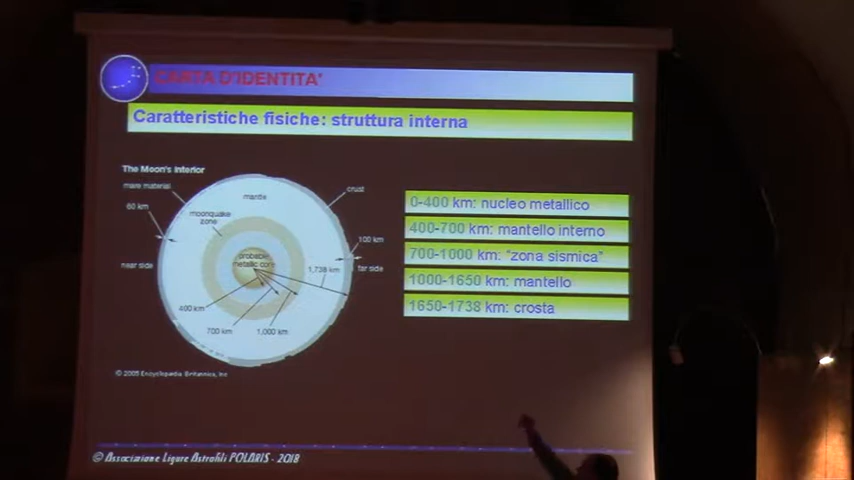 CARTA D'IDENTITA'
Caratteristiche fisiche: struttura interna
The Moon's Interior
mare material
mantle
crust
60 km
moonquake
zone
100 km
probable
metallic core
near side
1,738 km
far side
400 km
700 km
1,000 km
© 2005 Encyclopædia Britannica, Inc
0-400 km: nucleo metallico
400-700 km: mantello interno
700-1000 km: "zona sismica"
1000-1650 km: mantello
1650-1738 km: crosta
© Associazione Ligure Astrofili POLARIS - 2018